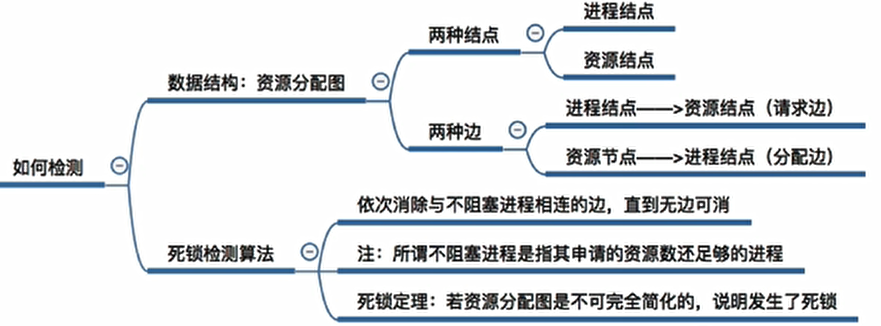 如何检测
数据结构：资源分配图
两种结点
进程结点
资源结点
两种边
进程结点——>资源结点（请求边）
资源节点——>进程结点（分配边）
死锁检测算法
依次消除与不阻塞进程相连的边，直到无边可消
注：所谓不阻塞进程是指其申请的资源数还足够的进程
死锁定理：若资源分配图是不可完全简化的，说明发生了死锁